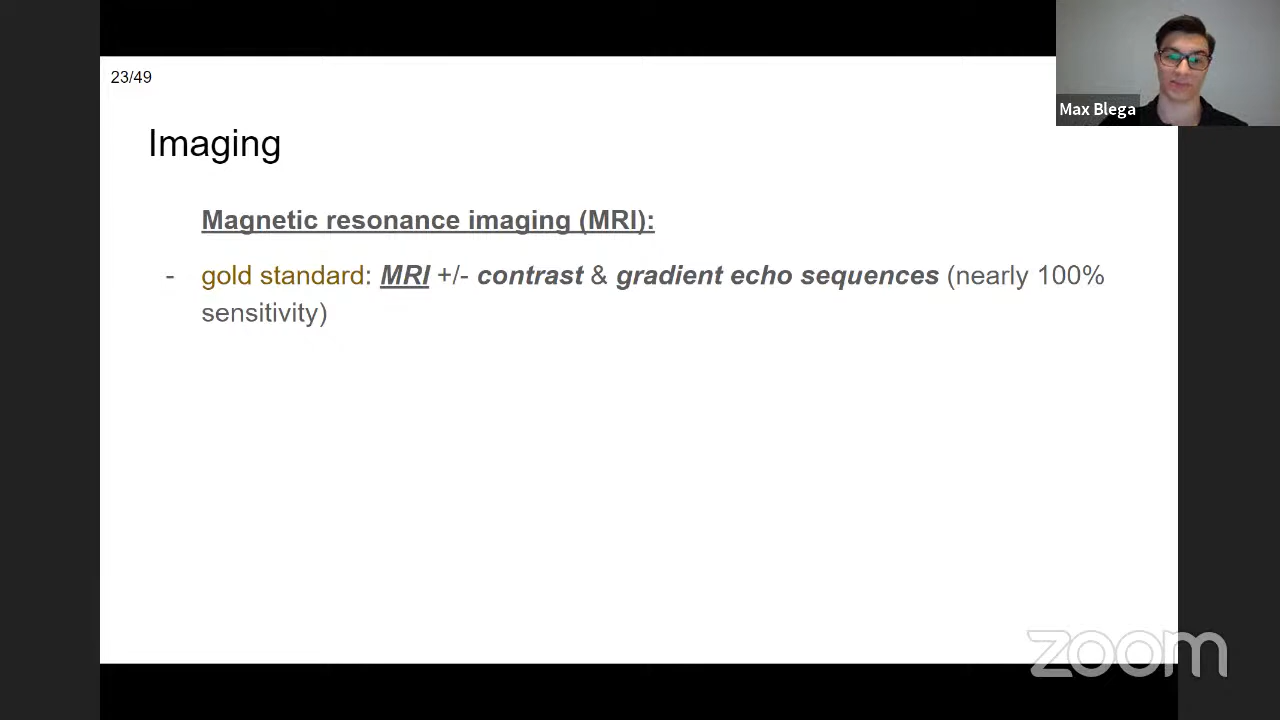 23/49
Max Blega
Imaging
Magnetic resonance imaging (MRI):
- gold standard: MRI +/- contrast & gradient echo sequences (nearly 100%
sensitivity)
zoom